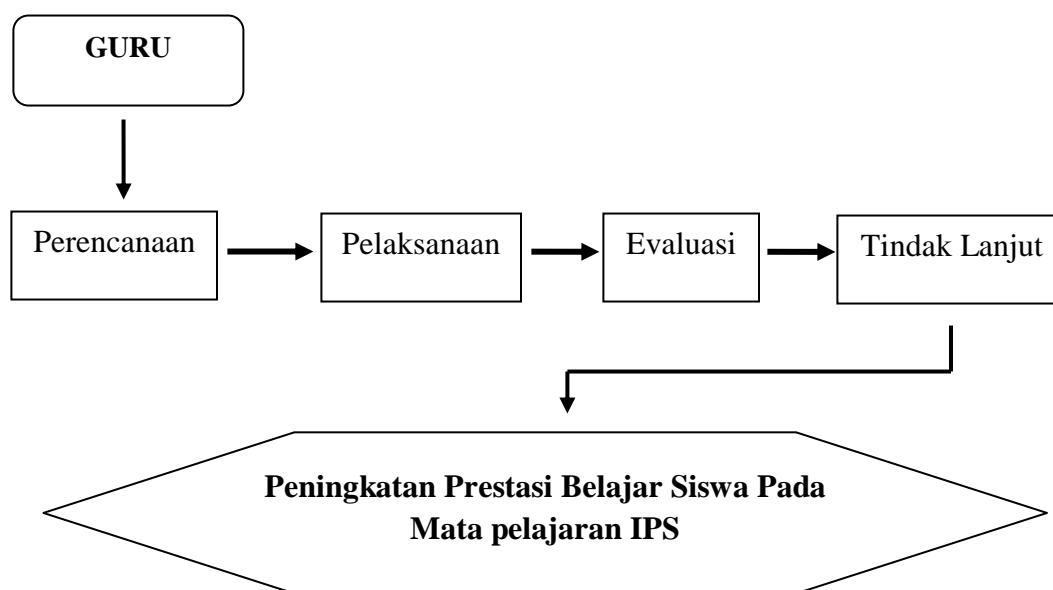 GURU
Perencanaan
Pelaksanaan
Evaluasi
Tindak Lanjut
Peningkatan Prestasi Belajar Siswa Pada
Mata pelajaran IPS